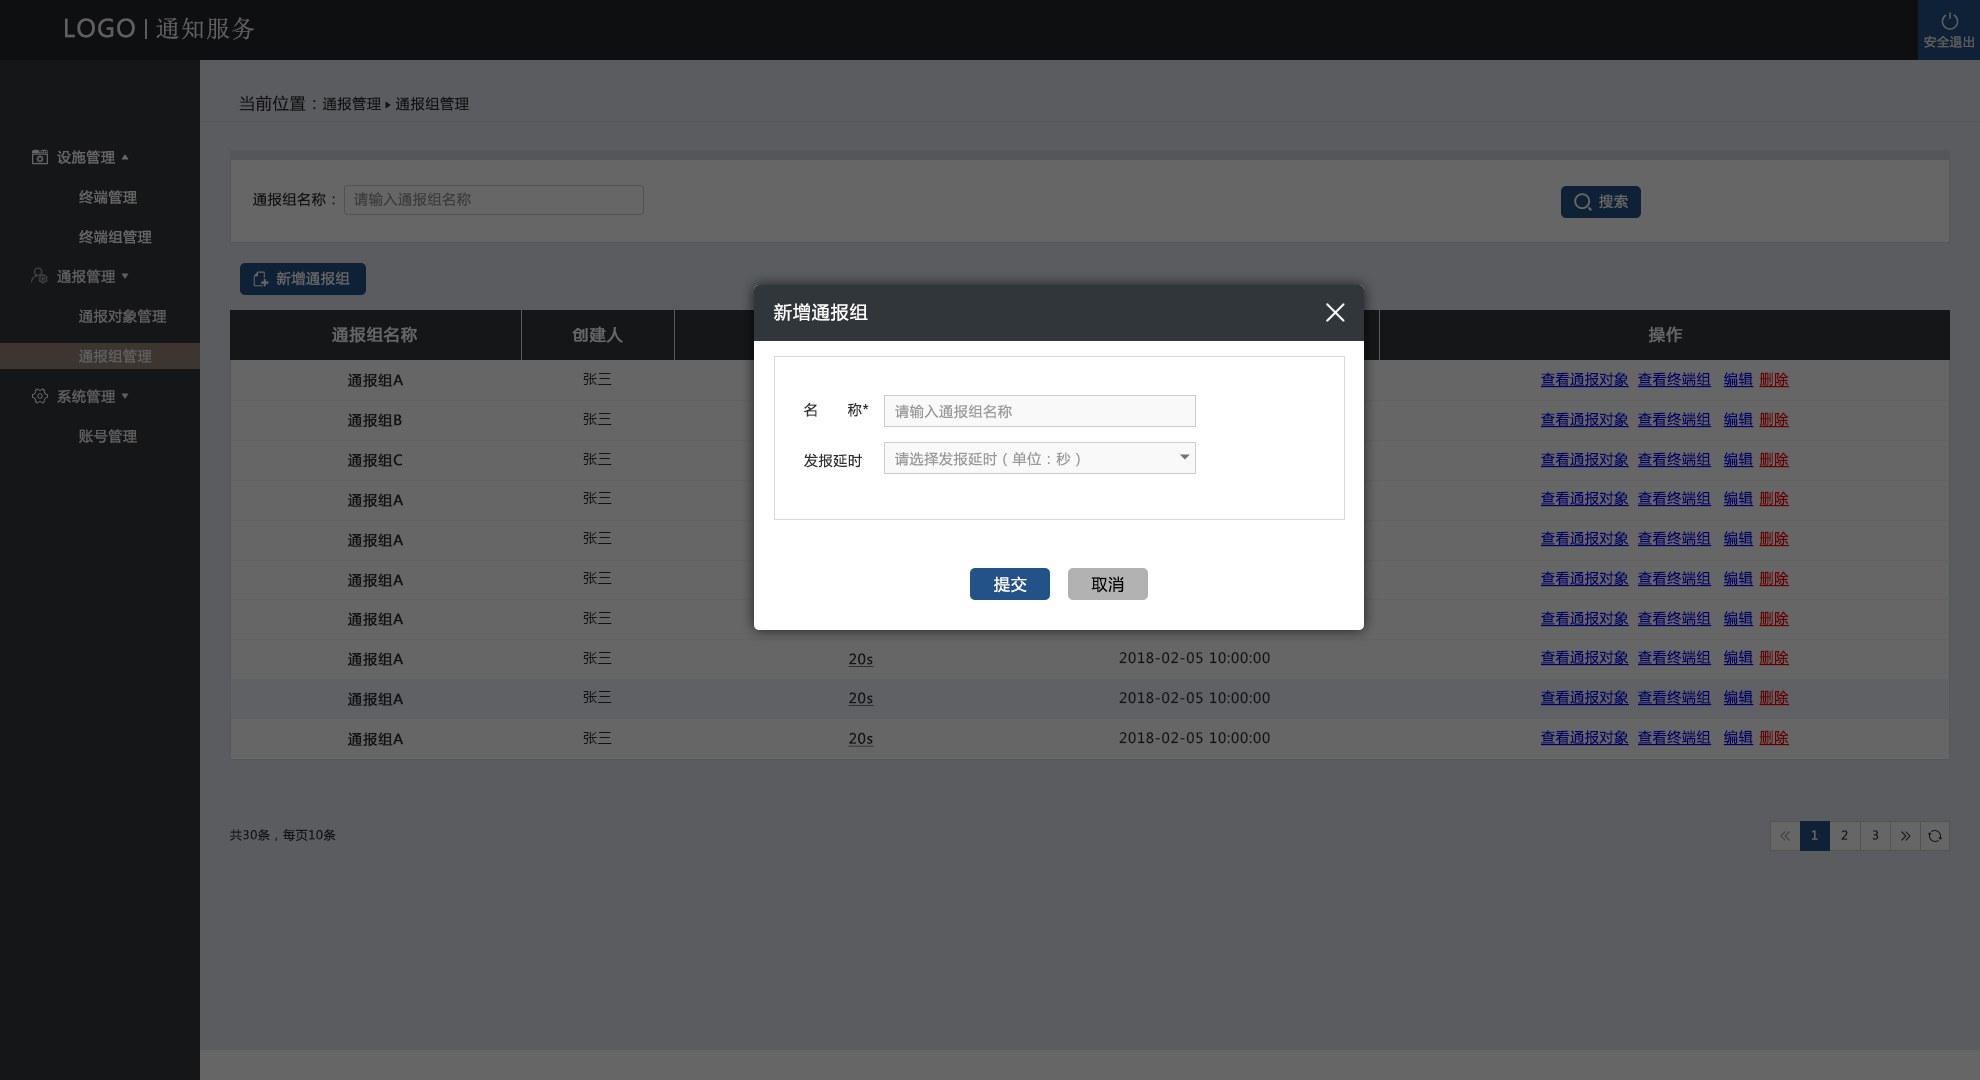 LOGO | 通知服务
安全退出
当前位置：通报管理 ▸ 通报组管理
设施管理
终端管理
终端组管理
通报管理
通报对象管理
通报组管理
系统管理
账号管理
通报组名称： 请输入通报组名称 搜索
新增通报组
通报组名称 创建人 操作
通报组A 张三 查看通报对象 查看终端组 编辑 删除
通报组B 张三 查看通报对象 查看终端组 编辑 删除
通报组C 张三 查看通报对象 查看终端组 编辑 删除
通报组A 张三 查看通报对象 查看终端组 编辑 删除
通报组A 张三 查看通报对象 查看终端组 编辑 删除
通报组A 张三 查看通报对象 查看终端组 编辑 删除
通报组A 张三 查看通报对象 查看终端组 编辑 删除
通报组A 张三 20s 2018-02-05 10:00:00 查看通报对象 查看终端组 编辑 删除
通报组A 张三 20s 2018-02-05 10:00:00 查看通报对象 查看终端组 编辑 删除
通报组A 张三 20s 2018-02-05 10:00:00 查看通报对象 查看终端组 编辑 删除
新增通报组
名 称* 请输入通报组名称
发报延时 请选择发报延时（单位：秒）
提交 取消
共30条，每页10条
« 1 2 3 »